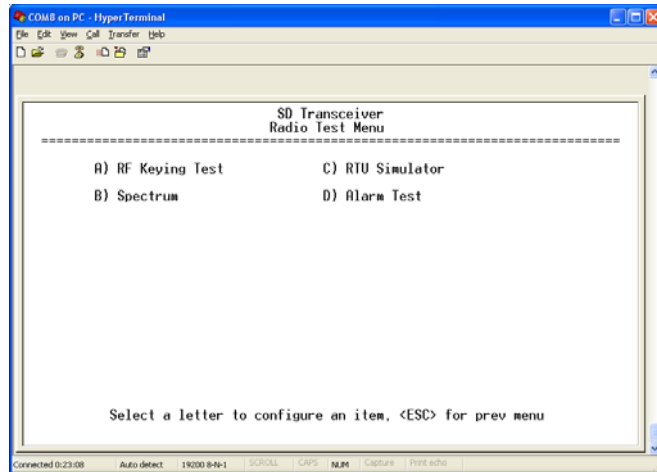 COM8 on PC - HyperTerminal
File Edit View Call Transfer Help
SD Transceiver
Radio Test Menu
==============================================================================
A) RF Keying Test C) RTU Simulator
B) Spectrum D) Alarm Test
Select a letter to configure an item, <ESC> for prev menu
Connected 0:23:08 Auto detect 19200 8-N-1 SCROLL CAPS NUM Capture Print echo